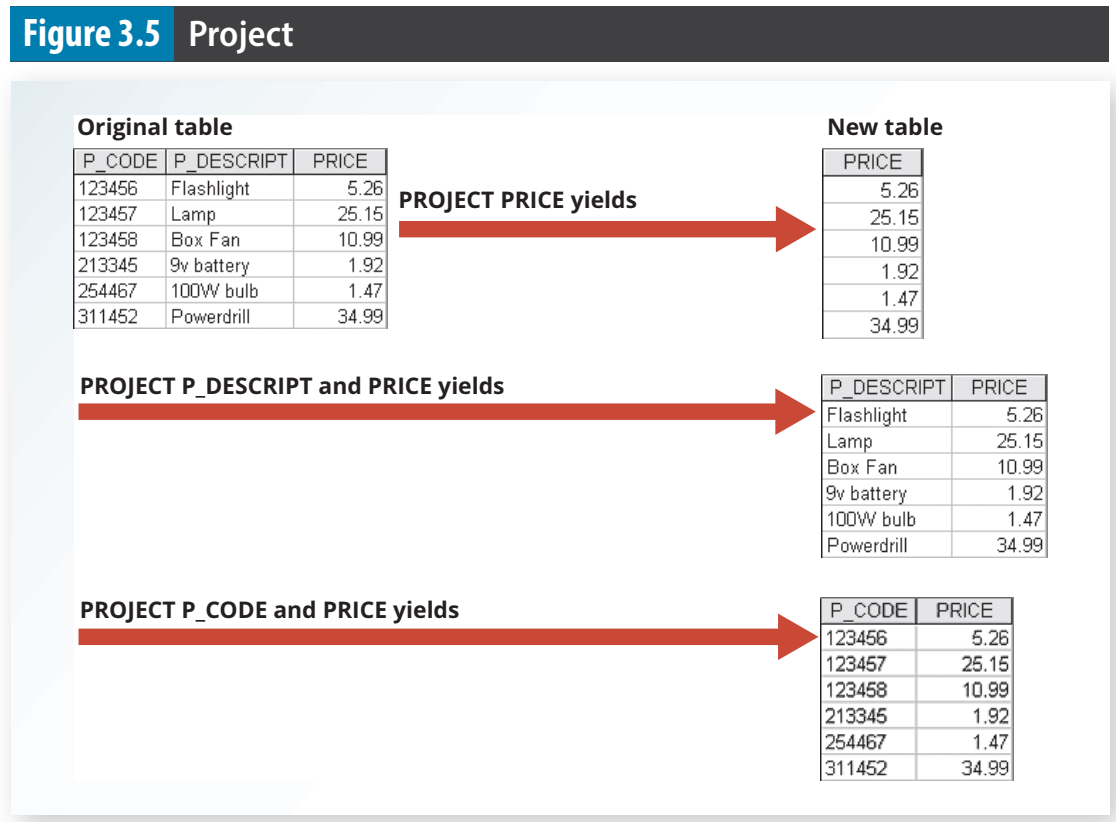 Figure 3.5 Project
Original table
P_CODE P_DESCRIPT PRICE
123456 Flashlight 5.26
123457 Lamp 25.15
123458 Box Fan 10.99
213345 9v battery 1.92
254467 100W bulb 1.47
311452 Powerdrill 34.99
PROJECT PRICE yields
New table
PRICE
5.26
25.15
10.99
1.92
1.47
34.99
PROJECT P_DESCRIPT and PRICE yields
P_DESCRIPT PRICE
Flashlight 5.26
Lamp 25.15
Box Fan 10.99
9v battery 1.92
100W bulb 1.47
Powerdrill 34.99
PROJECT P_CODE and PRICE yields
P_CODE PRICE
123456 5.26
123457 25.15
123458 10.99
213345 1.92
254467 1.47
311452 34.99